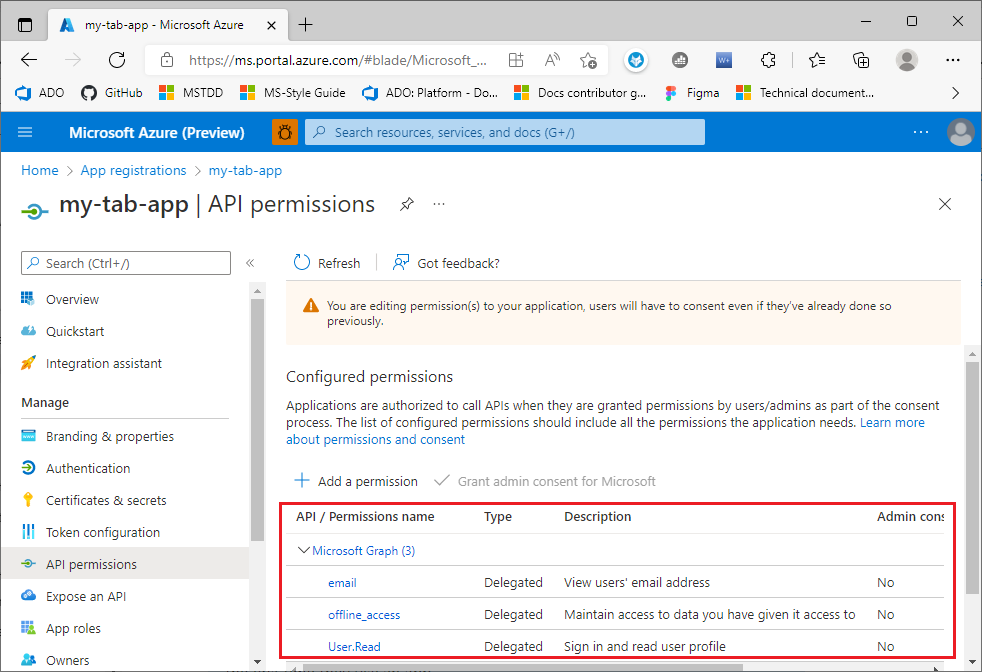 my-tab-app - Microsoft Azure
https://ms.portal.azure.com/#blade/Microsoft_...
ADO
GitHub
MSTDD
MS-Style Guide
ADO: Platform - Do...
Docs contributor g...
Figma
Technical document...
Microsoft Azure (Preview)
Search resources, services, and docs (G+/)
Home > App registrations > my-tab-app
my-tab-app | API permissions
Search (Ctrl+/)
Overview
Quickstart
Integration assistant
Manage
Branding & properties
Authentication
Certificates & secrets
Token configuration
API permissions
Expose an API
App roles
Owners
Refresh
Got feedback?
You are editing permission(s) to your application, users will have to consent even if they've already done so
previously.
Configured permissions
Applications are authorized to call APIs when they are granted permissions by users/admins as part of the consent
process. The list of configured permissions should include all the permissions the application needs. Learn more
about permissions and consent
Add a permission
Grant admin consent for Microsoft
API / Permissions name Type Description Admin cons
Microsoft Graph (3)
email Delegated View users' email address No
offline_access Delegated Maintain access to data you have given it access to No
User.Read Delegated Sign in and read user profile No